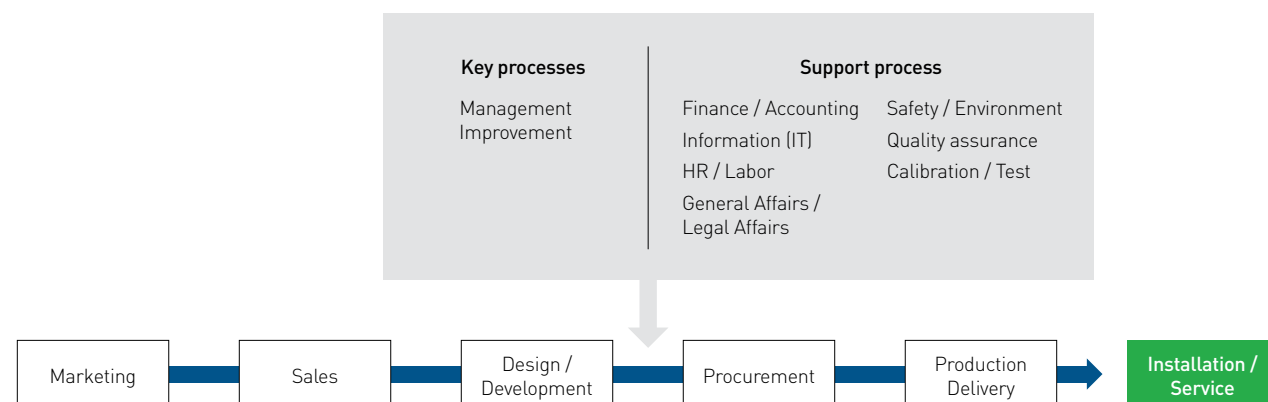 Key processes
Management
Improvement
Support process
Finance / Accounting
Information (IT)
HR / Labor
General Affairs /
Legal Affairs
Safety / Environment
Quality assurance
Calibration / Test
Marketing
Sales
Design /
Development
Procurement
Production
Delivery
Installation /
Service